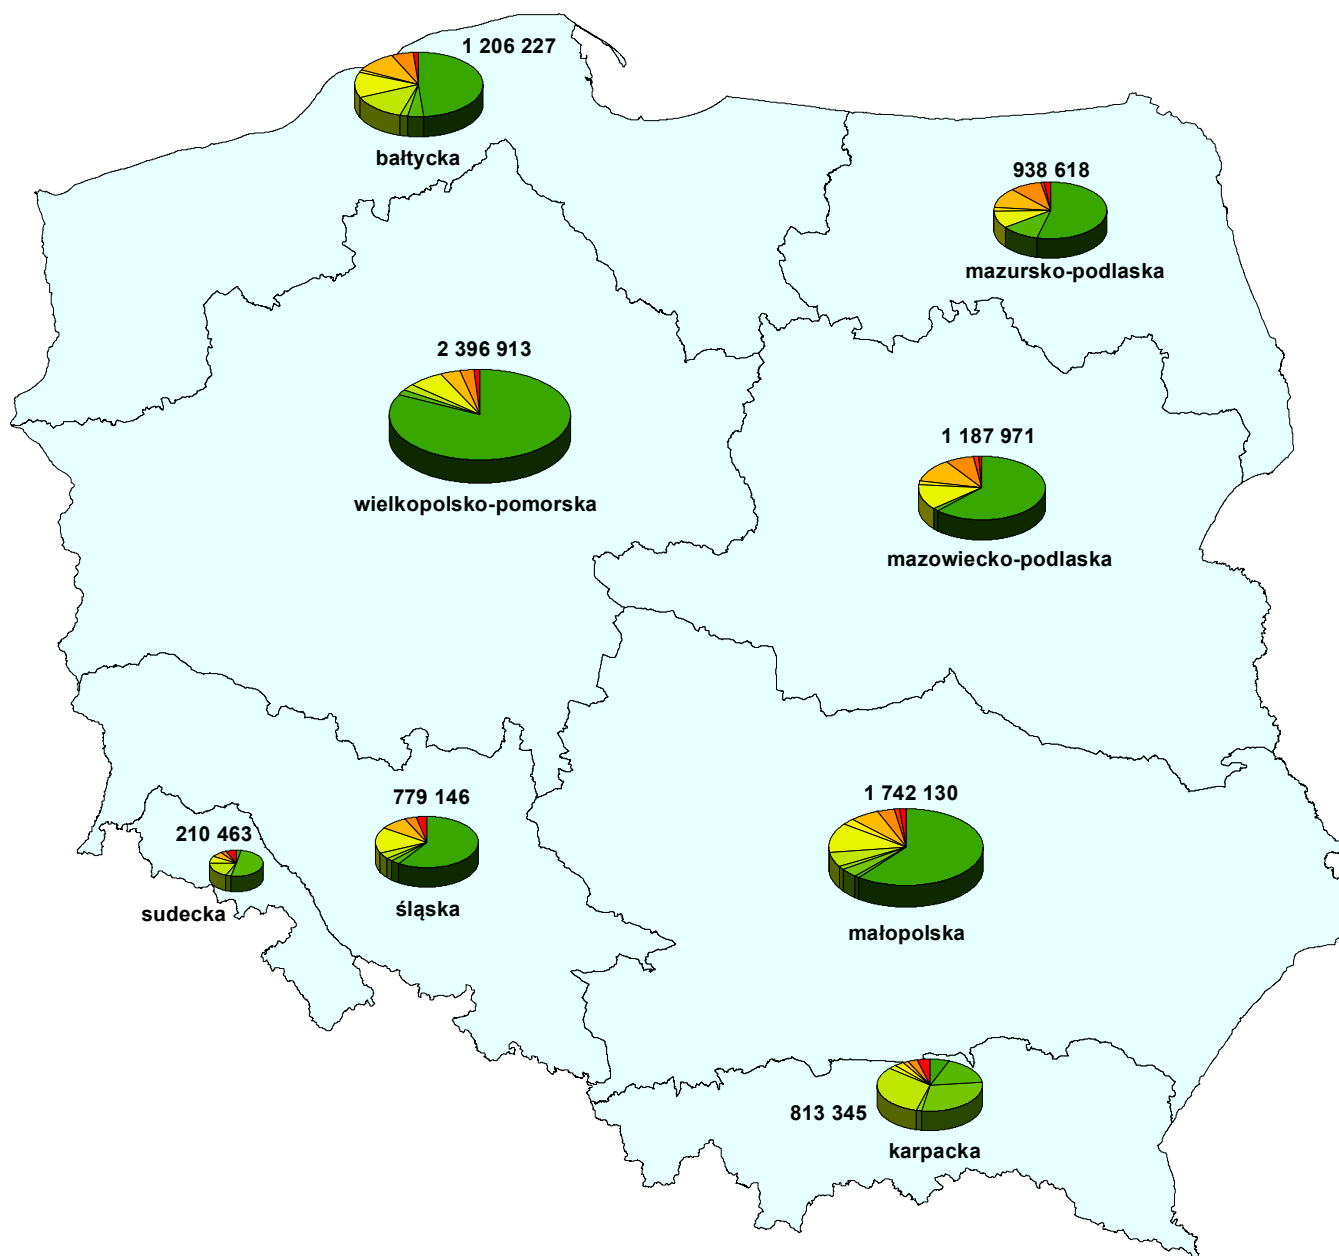 1 206 227
bałtycka
938 618
mazursko-podlaska
2 396 913
wielkopolsko-pomorska
1 187 971
mazowiecko-podlaska
779 146
śląska
210 463
sudecka
1 742 130
małopolska
813 345
karpacka